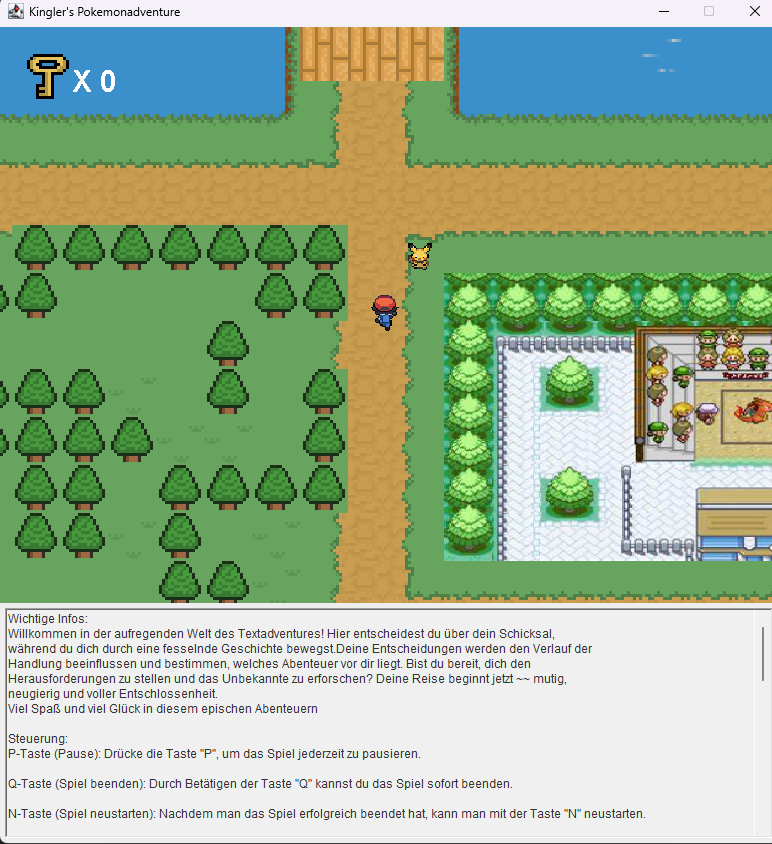 Kingler's Pokemonadventure
X 0
Wichtige Infos:
Willkommen in der aufregenden Welt des Textadventures! Hier entscheidest du über dein Schicksal,
während du dich durch eine fesselnde Geschichte bewegst.Deine Entscheidungen werden den Verlauf der
Handlung beeinflussen und bestimmen, welches Abenteuer vor dir liegt. Bist du bereit, dich den
Herausforderungen zu stellen und das Unbekannte zu erforschen? Deine Reise beginnt jetzt ~~ mutig,
neugierig und voller Entschlossenheit.
Viel Spaß und viel Glück in diesem epischen Abenteuern
Steuerung:
P-Taste (Pause): Drücke die Taste "P", um das Spiel jederzeit zu pausieren.
Q-Taste (Spiel beenden): Durch Betätigen der Taste "Q" kannst du das Spiel sofort beenden.
N-Taste (Spiel neustarten): Nachdem man das Spiel erfolgreich beendet hat, kann man mit der Taste "N" neustarten.